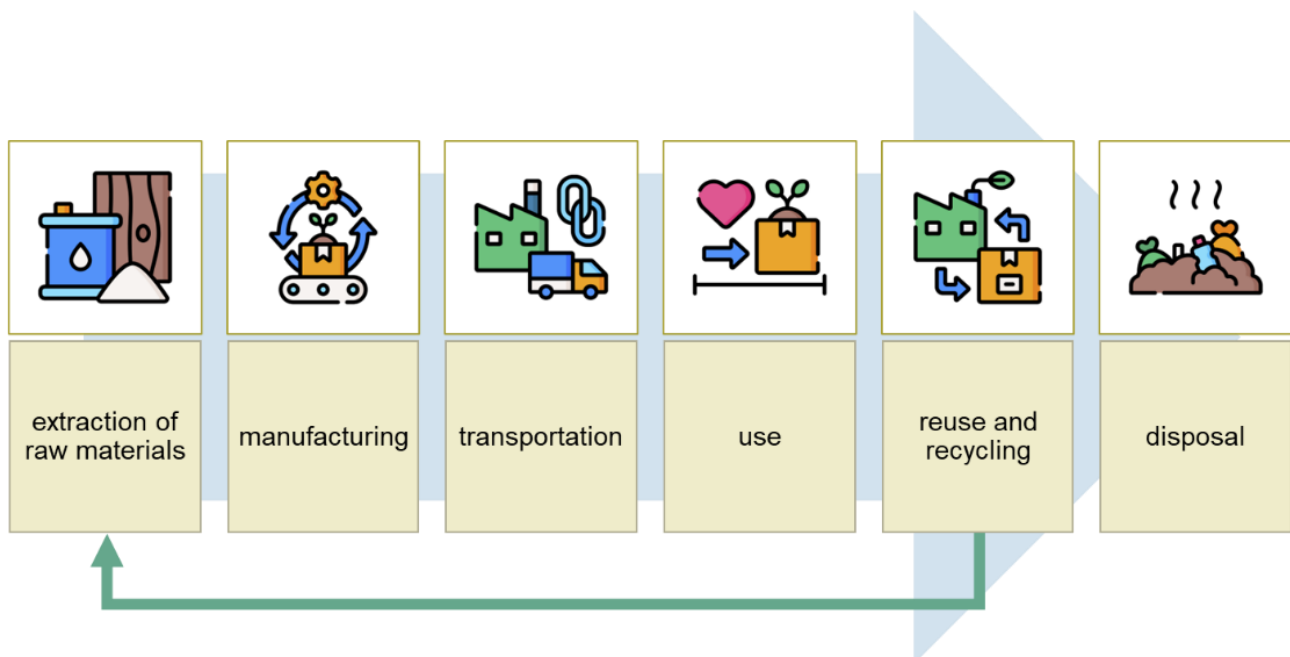 extraction of
raw materials
manufacturing
transportation
use
reuse and
recycling
disposal